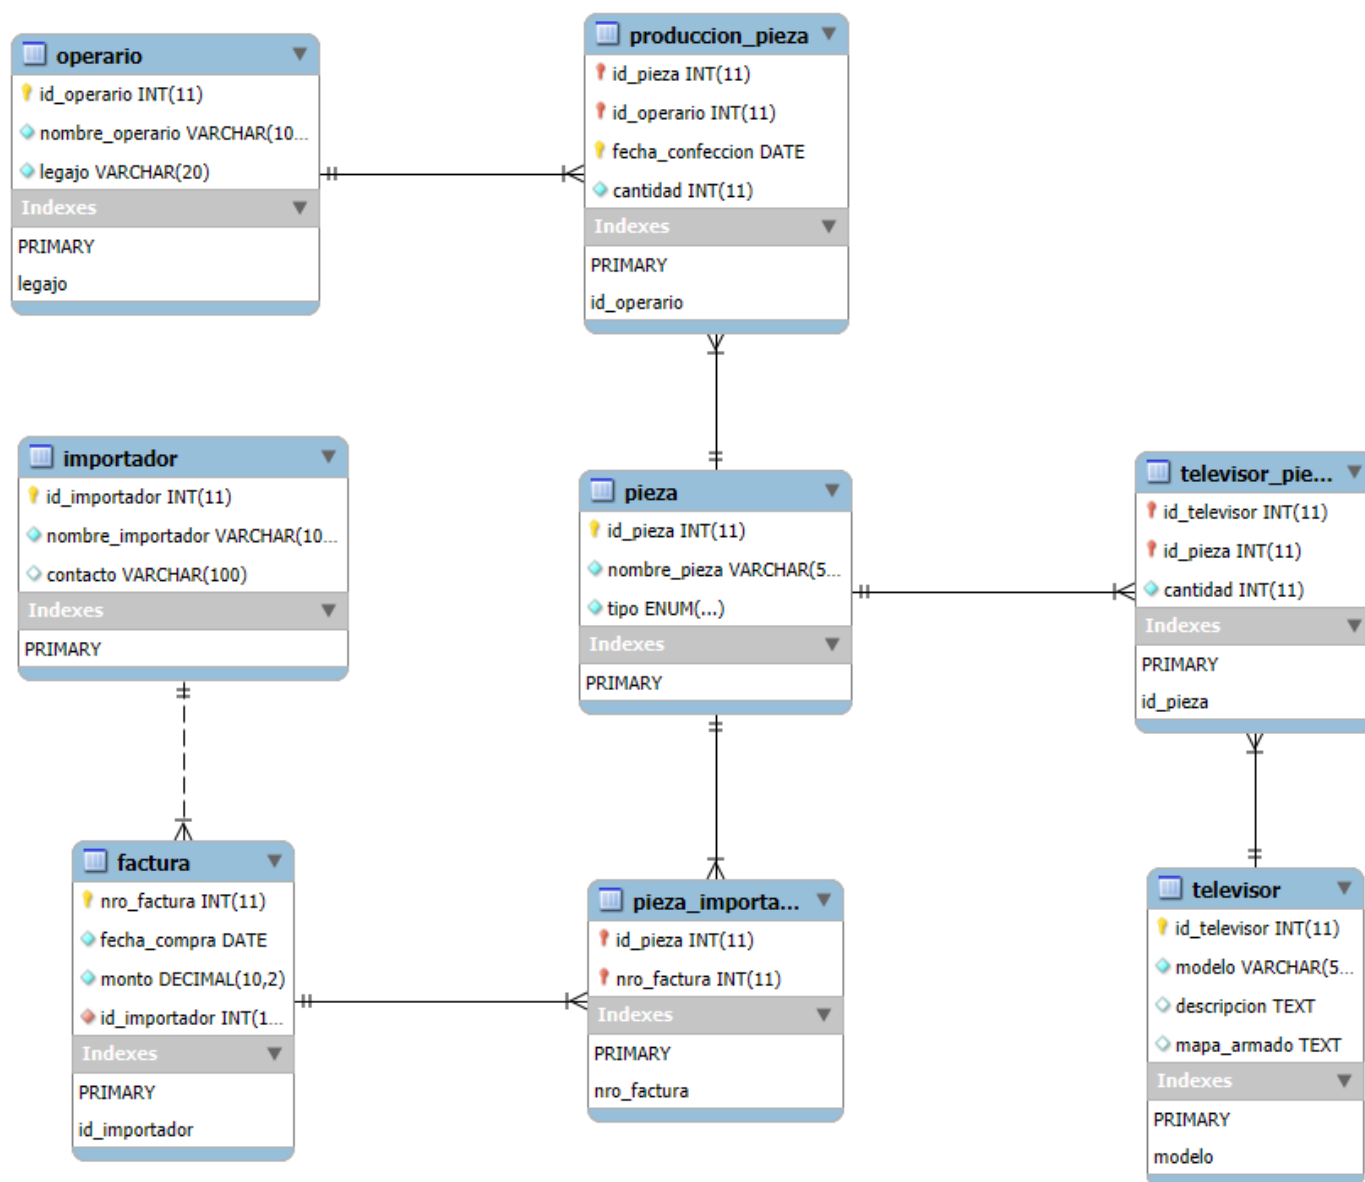 operario
id_operario INT(11)
nombre_operario VARCHAR(10...
legajo VARCHAR(20)
Indexes
PRIMARY
legajo
produccion_pieza
id_pieza INT(11)
id_operario INT(11)
fecha_confeccion DATE
cantidad INT(11)
Indexes
PRIMARY
id_operario
importador
id_importador INT(11)
nombre_importador VARCHAR(10...
contacto VARCHAR(100)
Indexes
PRIMARY
pieza
id_pieza INT(11)
nombre_pieza VARCHAR(5...
tipo ENUM(...)
Indexes
PRIMARY
televisor_pie...
id_televisor INT(11)
id_pieza INT(11)
cantidad INT(11)
Indexes
PRIMARY
id_pieza
factura
nro_factura INT(11)
fecha_compra DATE
monto DECIMAL(10,2)
id_importador INT(1...
Indexes
PRIMARY
id_importador
pieza_importa...
id_pieza INT(11)
nro_factura INT(11)
Indexes
PRIMARY
nro_factura
televisor
id_televisor INT(11)
modelo VARCHAR(5...
descripcion TEXT
mapa_armado TEXT
Indexes
PRIMARY
modelo